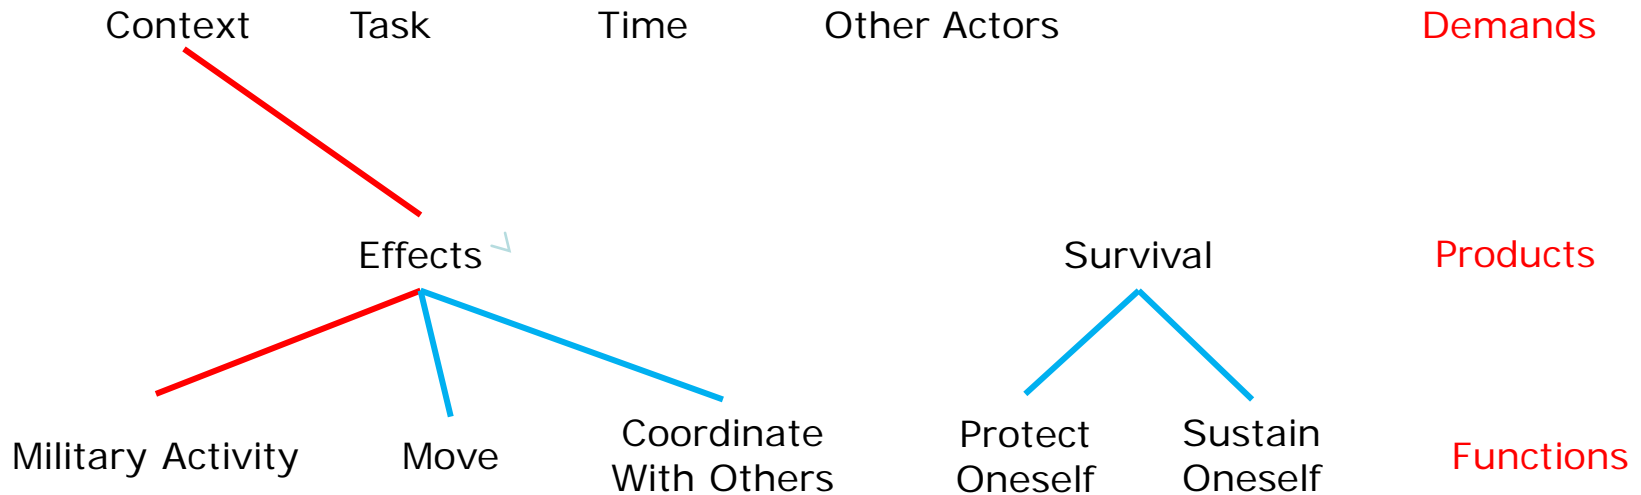 Context Task Time Other Actors Demands
Effects Survival Products
Military Activity Move Coordinate With Others Protect Oneself Sustain Oneself Functions